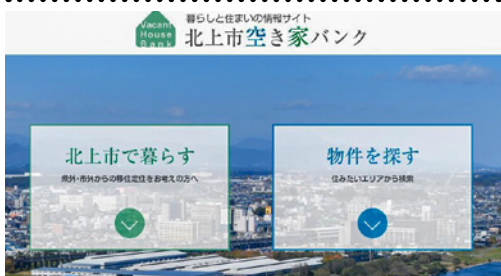 Vacant
House
Bank
暮らしと住まいの情報サイト
北上市空き家バンク
北上市で暮らす
県外・市外からの移住定住をお考えの方へ
物件を探す
住みたいエリアから検索